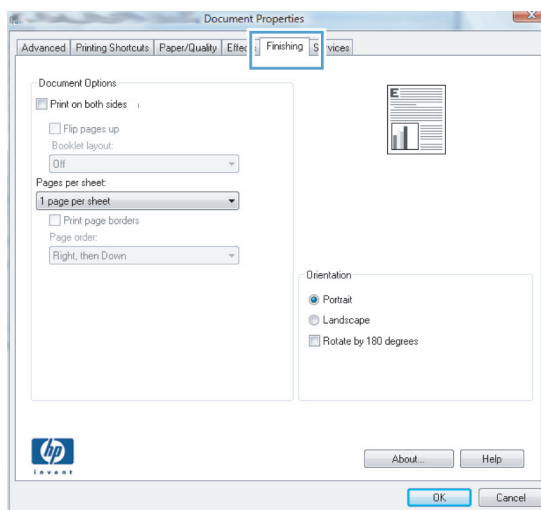 Document Properties
Advanced Printing Shortcuts Paper/Quality Finishing
Document Options
Print on both sides
Flip pages up
Booklet layout:
Off
Pages per sheet:
1 page per sheet
Print page borders
Page order:
Right, then Down
E
Orientation
Portrait
Landscape
Rotate by 180 degrees
hp
invent
About... Help
OK Cancel